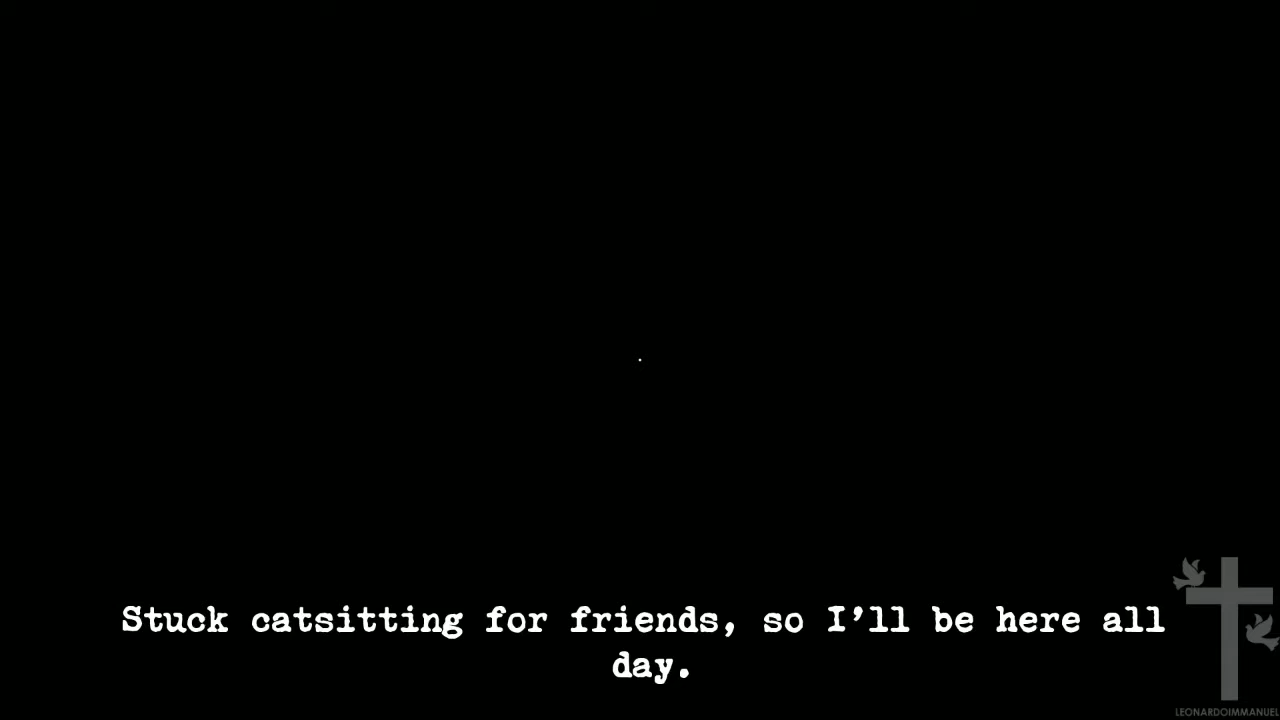 Stuck catsitting for friends, so I’ll be here all
day.
LEONARDOIMMANUEL